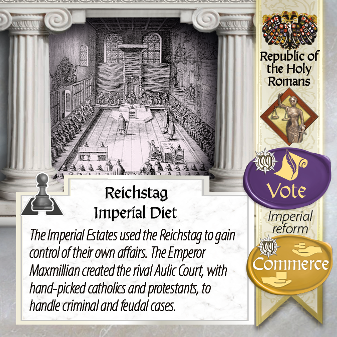 Republic of
the Holy
Romans
Vote
Imperial
reform
Commerce
Reichstag
Imperial Diet
The Imperial Estates used the Reichstag to gain
control of their own affairs. The Emperor
Maxmillian created the rival Aulic Court, with
hand-picked catholics and protestants, to
handle criminal and feudal cases.